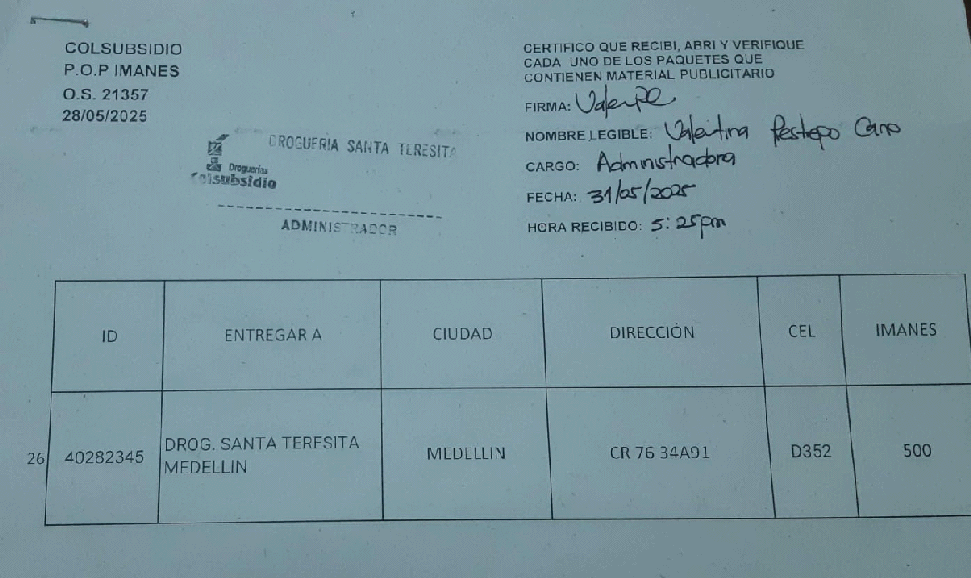 COLSUBSIDIO
P.O.P IMANES
O.S. 21357
28/05/2025
CERTIFICO QUE RECIBI, ABRI Y VERIFIQUE
CADA UNO DE LOS PAQUETES QUE
CONTIENEN MATERIAL PUBLICITARIO
FIRMA:
NOMBRE LEGIBLE: Valentina Restrepo Cano
CARGO: Administradora
FECHA: 31/05/2025
HORA RECIBIDO: 5:25pm
DROGUERIA SANTA TERESITA
Droguerías
Colsubsidio
ADMINISTRADOR
ID ENTREGAR A CIUDAD DIRECCIÓN CEL IMANES
26 40282345 DROG. SANTA TERESITA MEDELLIN CR 76 34A01 D352 500
MEDELLIN